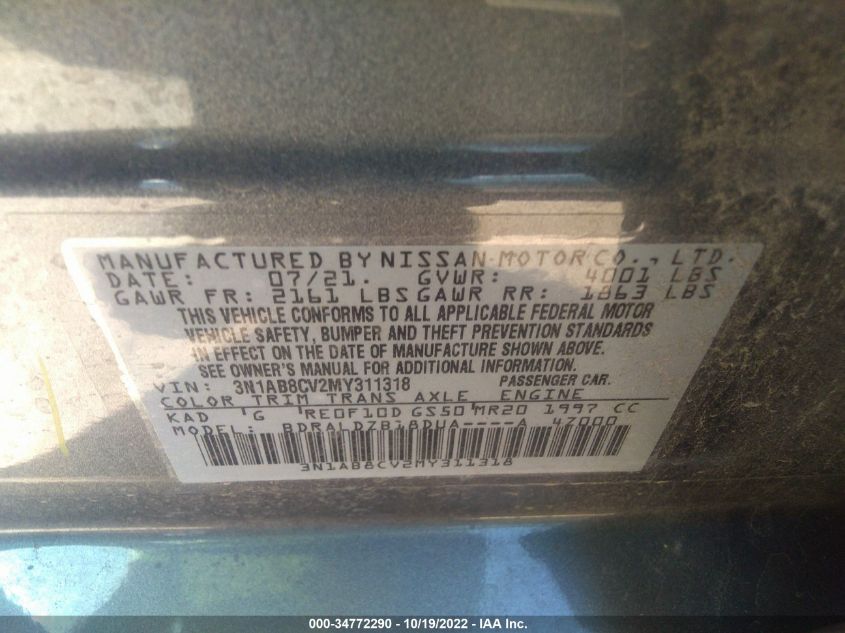 MANUFACTURED BY NISSAN MOTOR CO., LTD.
DATE: 07/21. GVWR: 4001 LBS
GAWR FR: 2161 LBS GAWR RR: 1863 LBS
THIS VEHICLE CONFORMS TO ALL APPLICABLE FEDERAL MOTOR
VEHICLE SAFETY, BUMPER AND THEFT PREVENTION STANDARDS
IN EFFECT ON THE DATE OF MANUFACTURE SHOWN ABOVE.
SEE OWNER'S MANUAL FOR ADDITIONAL INFORMATION.
VIN: 3N1AB8CV2MY311318 PASSENGER CAR.
COLOR TRIM TRANS AXLE ENGINE
KAD G RE0F10D GS50 MR20 1997 CC
MODEL: BDRALDZB18DUA----A 4Z000
3N1AB8CV2MY311318
000-34772290 - 10/19/2022 - IAA Inc.